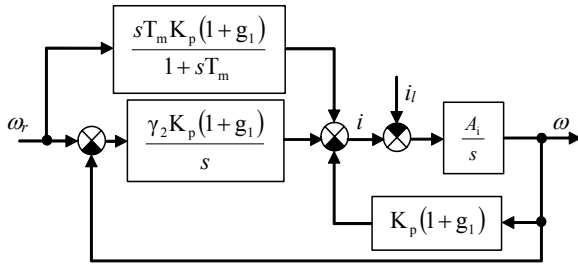 sT_m K_p(1+g_1)
1+sT_m
ω_r
γ_2 K_p(1+g_1)
s
i
i_l
A_i
s
ω
K_p(1+g_1)